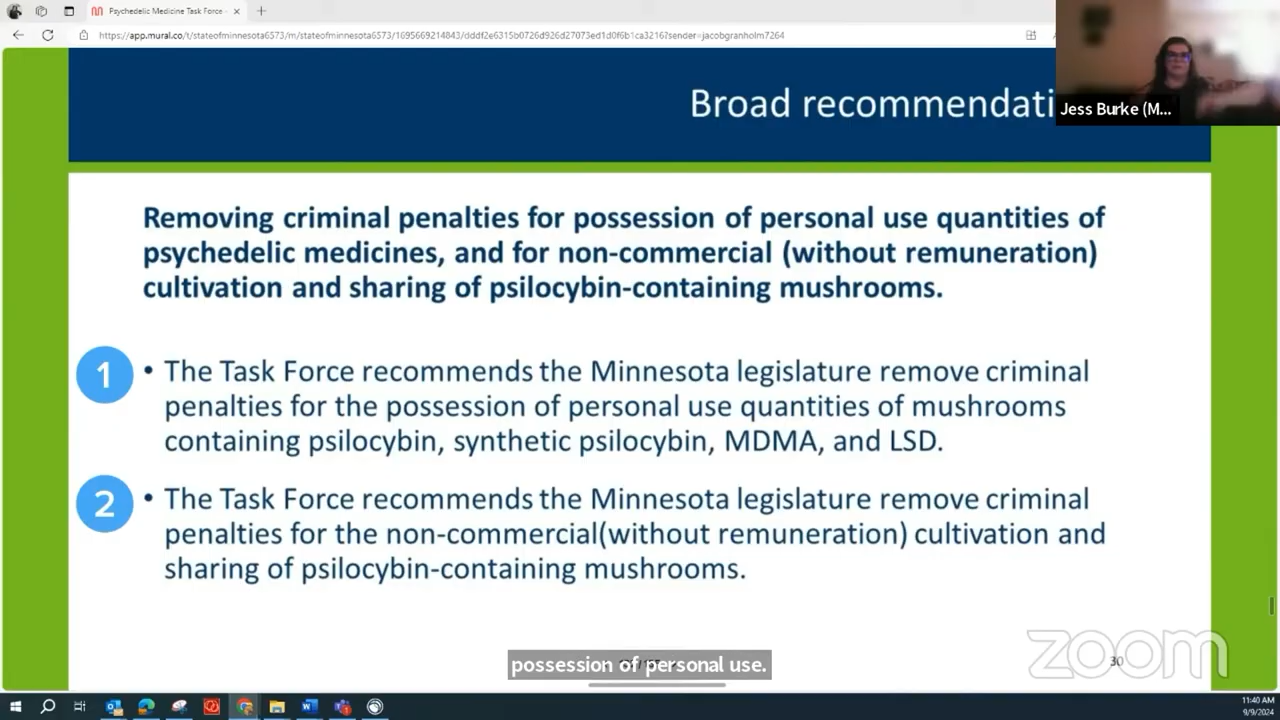 Psychedelic Medicine Task Force -
https://app.mural.co/t/stateofminnesota6573/m/stateofminnesota6573/1695669214843/dddf2e6315b0726d926d27073ed1d0f6b1ca3216?sender=jacobgranholm7264
Jess Burke (M...
Broad recommendati
Removing criminal penalties for possession of personal use quantities of
psychedelic medicines, and for non-commercial (without remuneration)
cultivation and sharing of psilocybin-containing mushrooms.
1 • The Task Force recommends the Minnesota legislature remove criminal
penalties for the possession of personal use quantities of mushrooms
containing psilocybin, synthetic psilocybin, MDMA, and LSD.
2 • The Task Force recommends the Minnesota legislature remove criminal
penalties for the non-commercial(without remuneration) cultivation and
sharing of psilocybin-containing mushrooms.
possession of personal use.
zoom
30
11:40 AM
9/9/2024